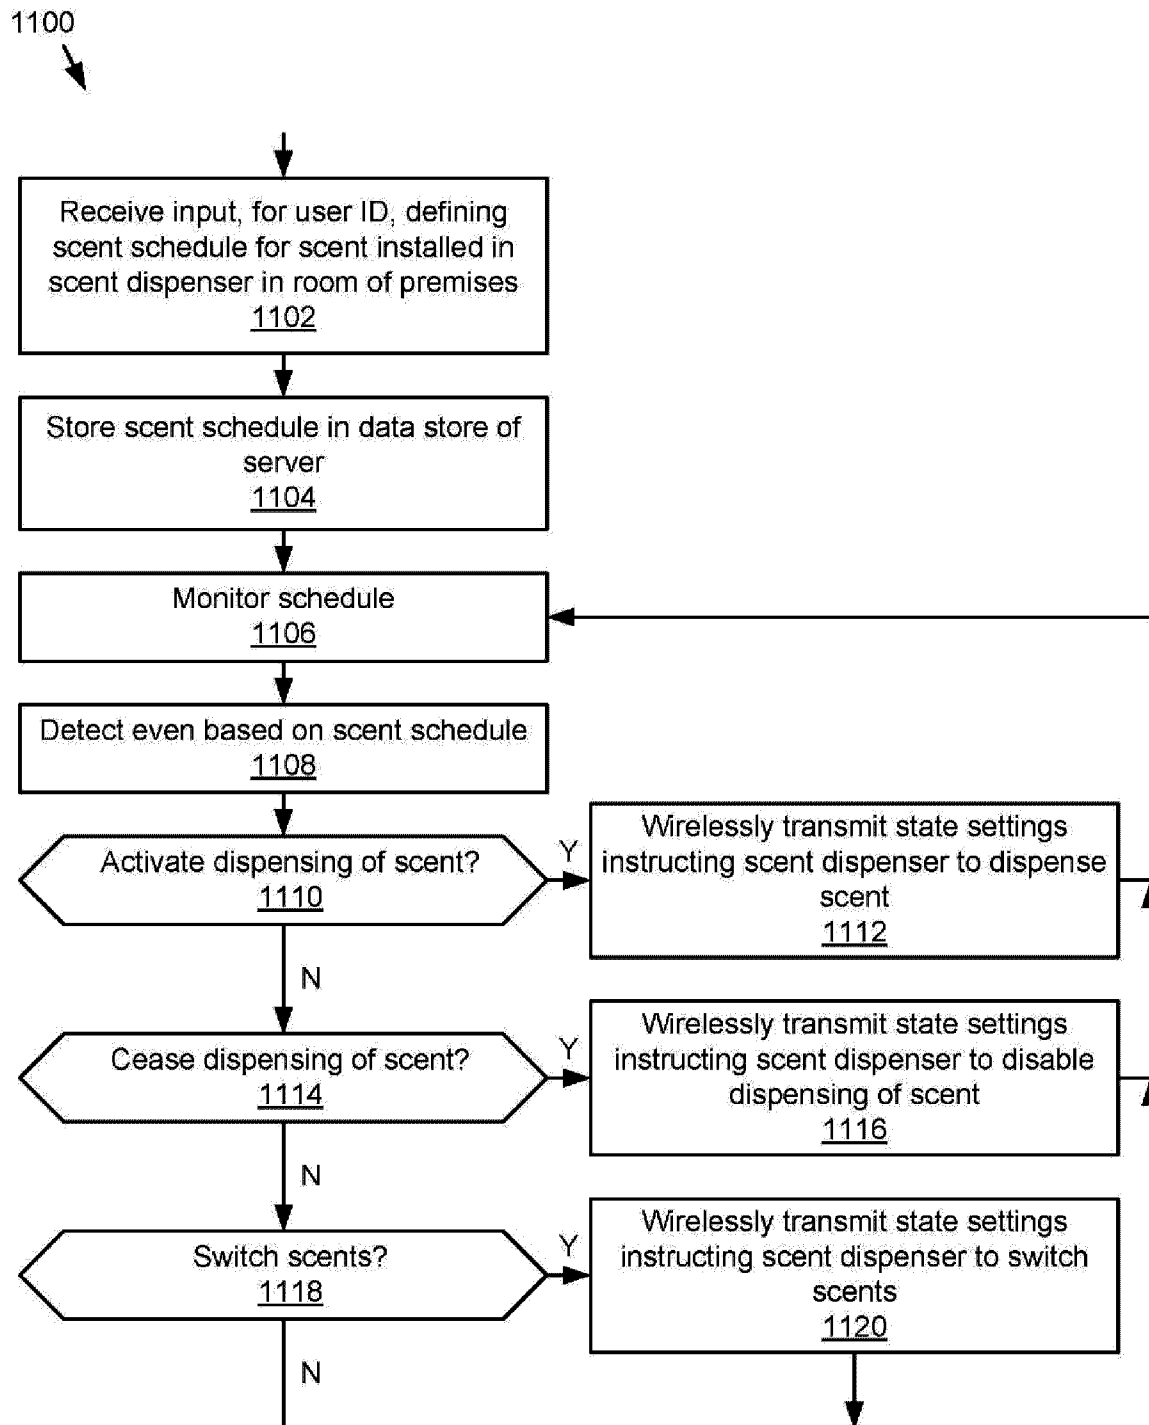 1100
Receive input, for user ID, defining
scent schedule for scent installed in
scent dispenser in room of premises
1102
Store scent schedule in data store of
server
1104
Monitor schedule
1106
Detect even based on scent schedule
1108
Activate dispensing of scent?
1110
Y
Wirelessly transmit state settings
instructing scent dispenser to dispense
scent
1112
N
Cease dispensing of scent?
1114
Y
Wirelessly transmit state settings
instructing scent dispenser to disable
dispensing of scent
1116
N
Switch scents?
1118
Y
Wirelessly transmit state settings
instructing scent dispenser to switch
scents
1120
N